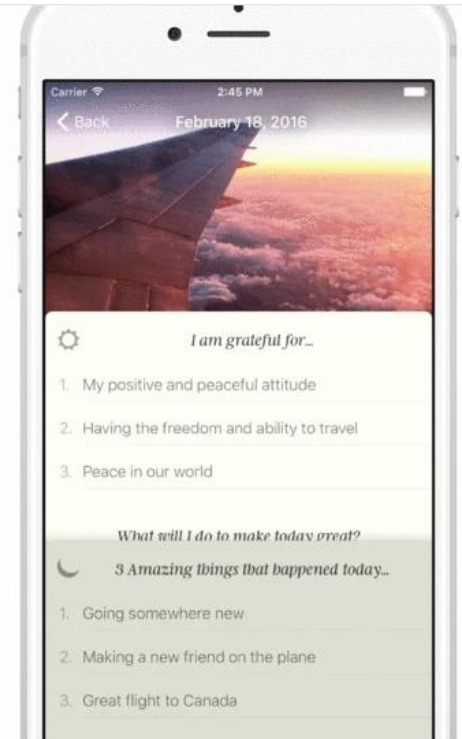 Carrier 2:45 PM
Back February 18, 2016
I am grateful for...
1. My positive and peaceful attitude
2. Having the freedom and ability to travel
3. Peace in our world
What will I do to make today great?
3 Amazing things that happened today...
1. Going somewhere new
2. Making a new friend on the plane
3. Great flight to Canada